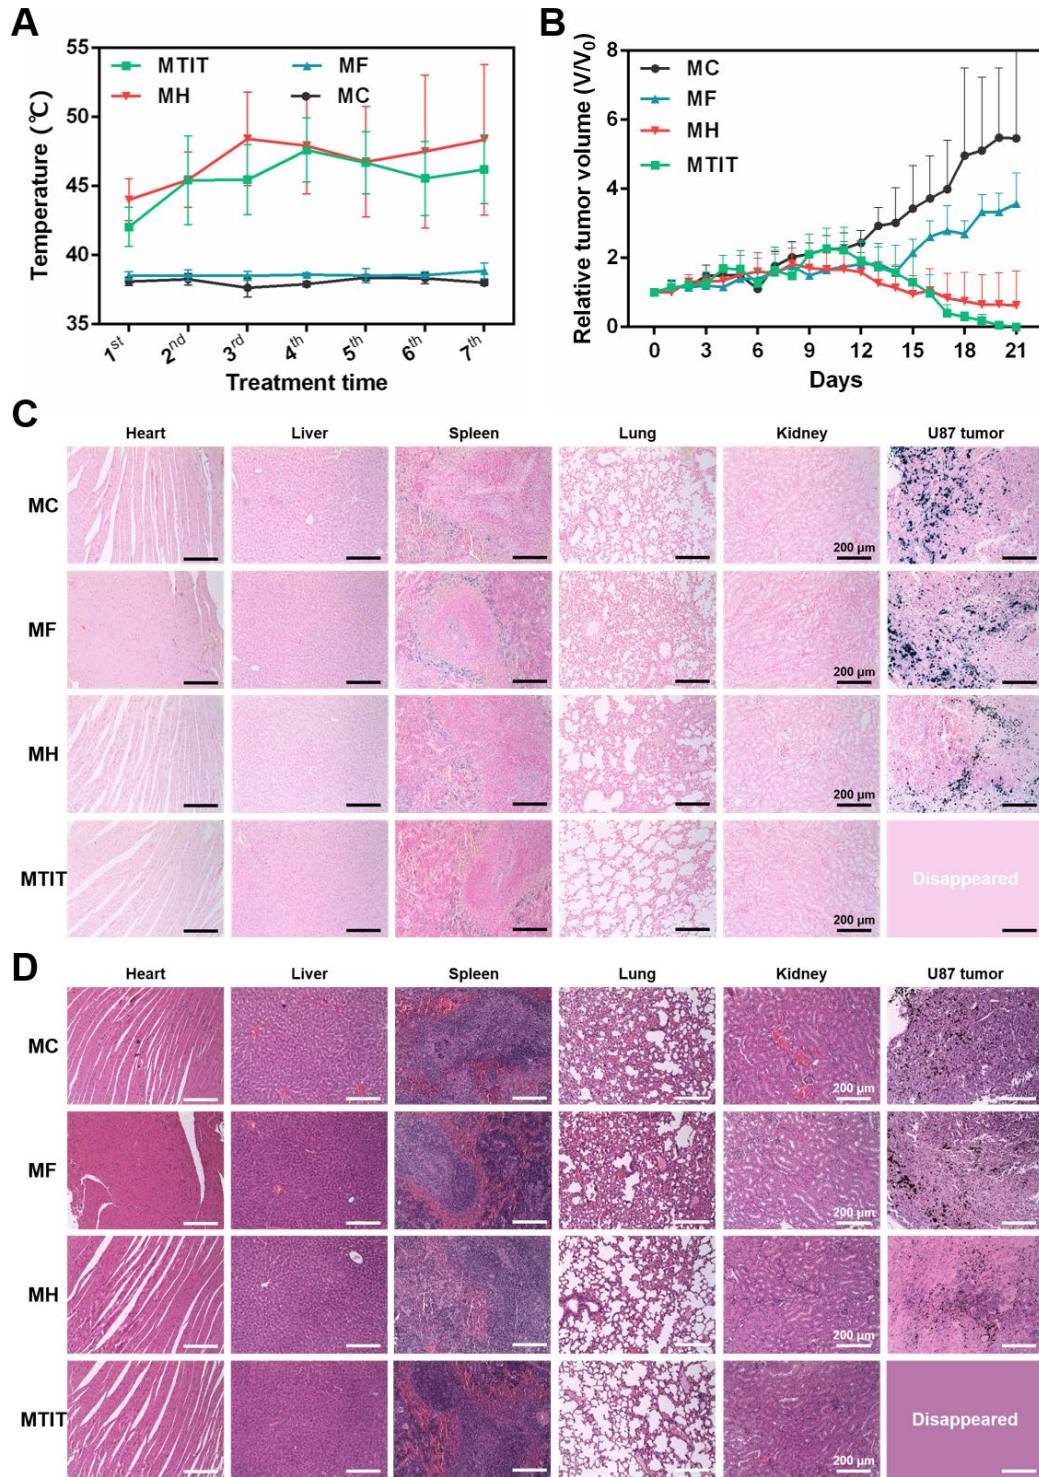 A
B
Temperature (℃)
55
50
45
40
35
MTIT
MF
MH
MC
1st
2nd
3rd
4th
5th
6th
7th
Treatment time
Relative tumor volume (V/V0)
8
6
4
2
0
MC
MF
MH
MTIT
0
3
6
9
12
15
18
21
Days
C
Heart Liver Spleen Lung Kidney U87 tumor
MC
200 µm
MF
200 µm
MH
200 µm
MTIT
Disappeared
200 µm
D
Heart Liver Spleen Lung Kidney U87 tumor
MC
200 µm
MF
200 µm
MH
200 µm
MTIT
Disappeared
200 µm